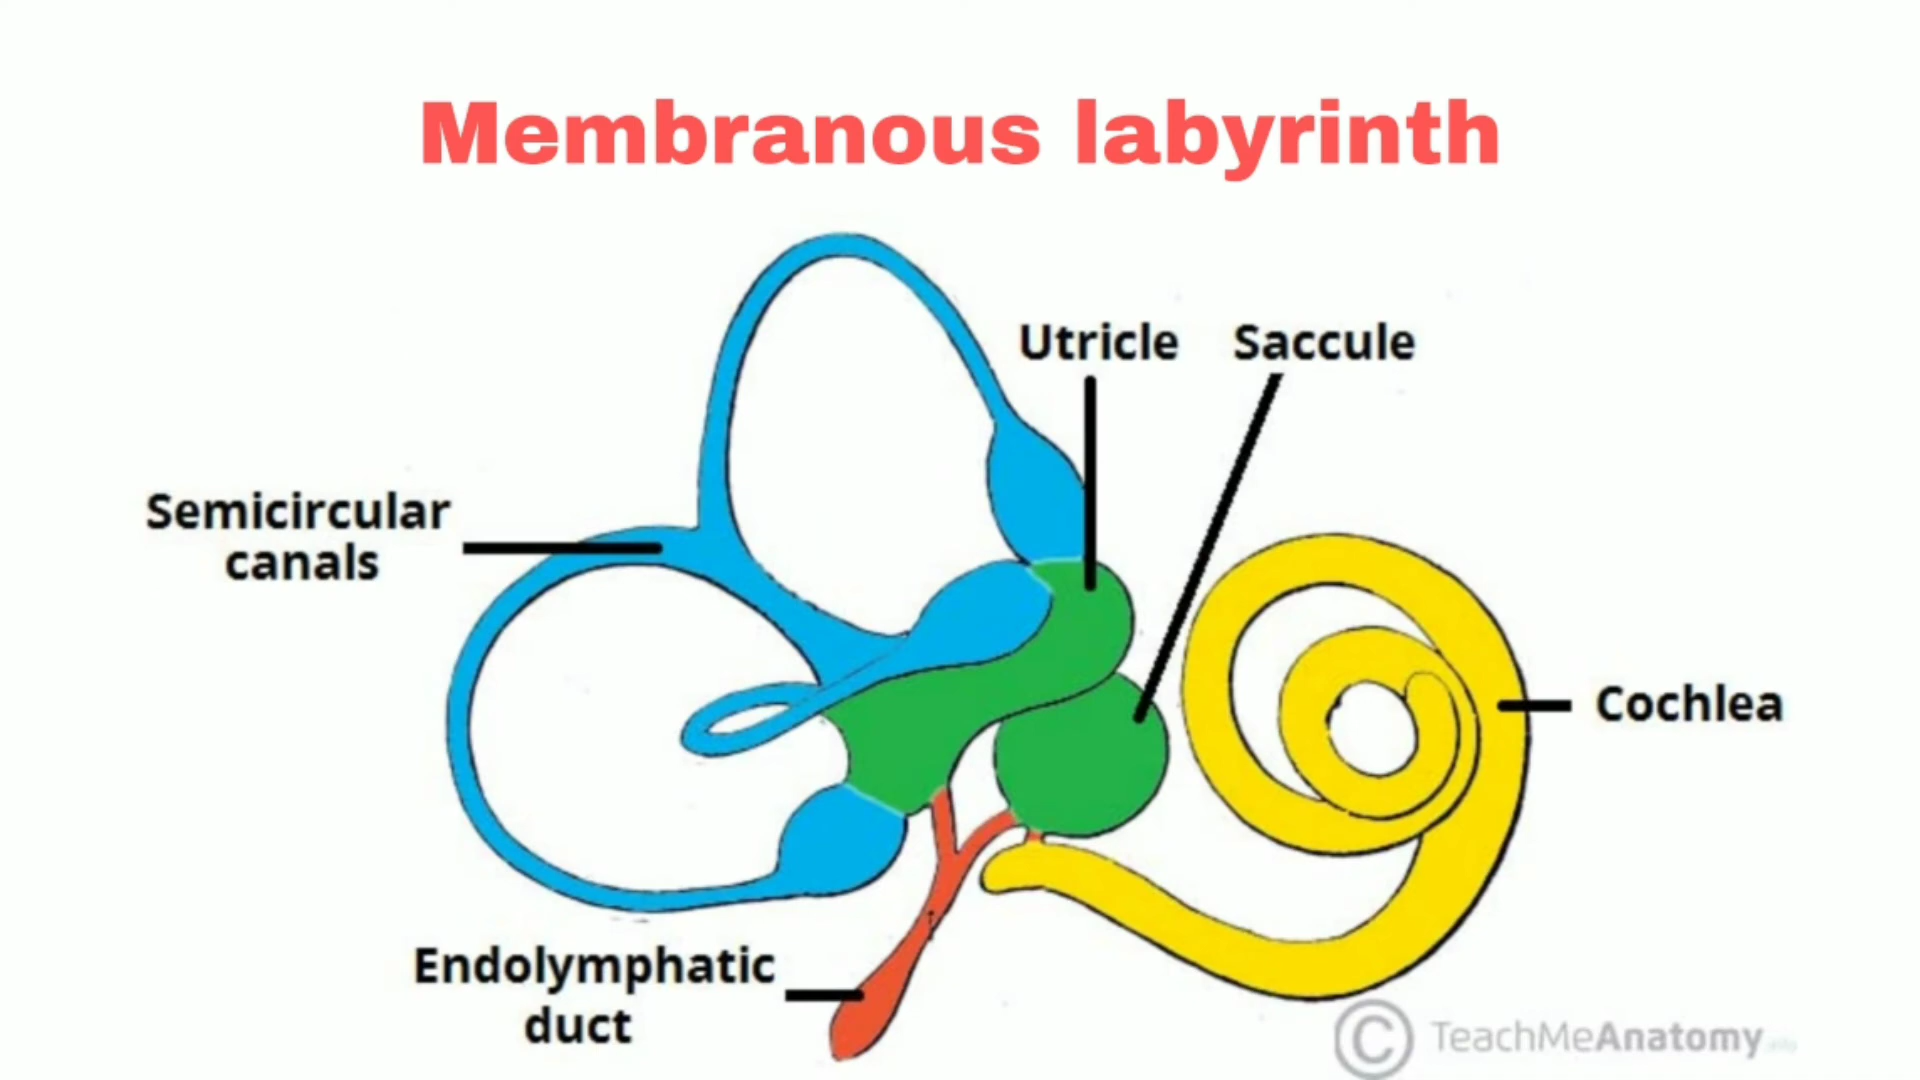 Membranous labyrinth
Utricle
Saccule
Semicircular
canals
Cochlea
Endolymphatic
duct
© TeachMeAnatomy